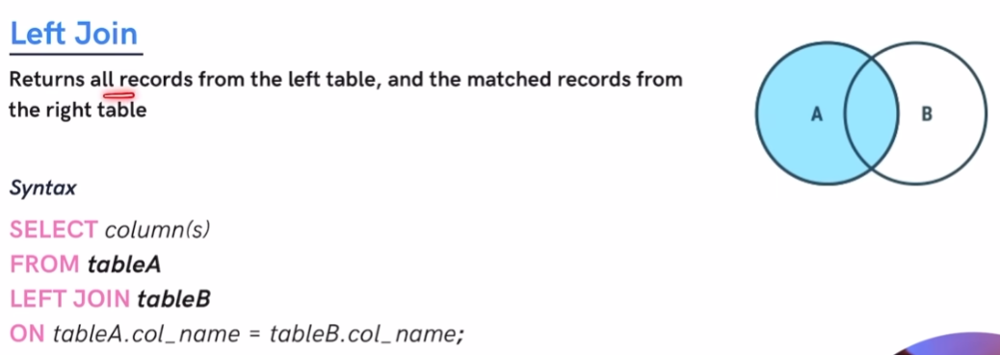 Left Join
Returns all records from the left table, and the matched records from
the right table
A
B
Syntax
SELECT column(s)
FROM tableA
LEFT JOIN tableB
ON tableA.col_name = tableB.col_name;